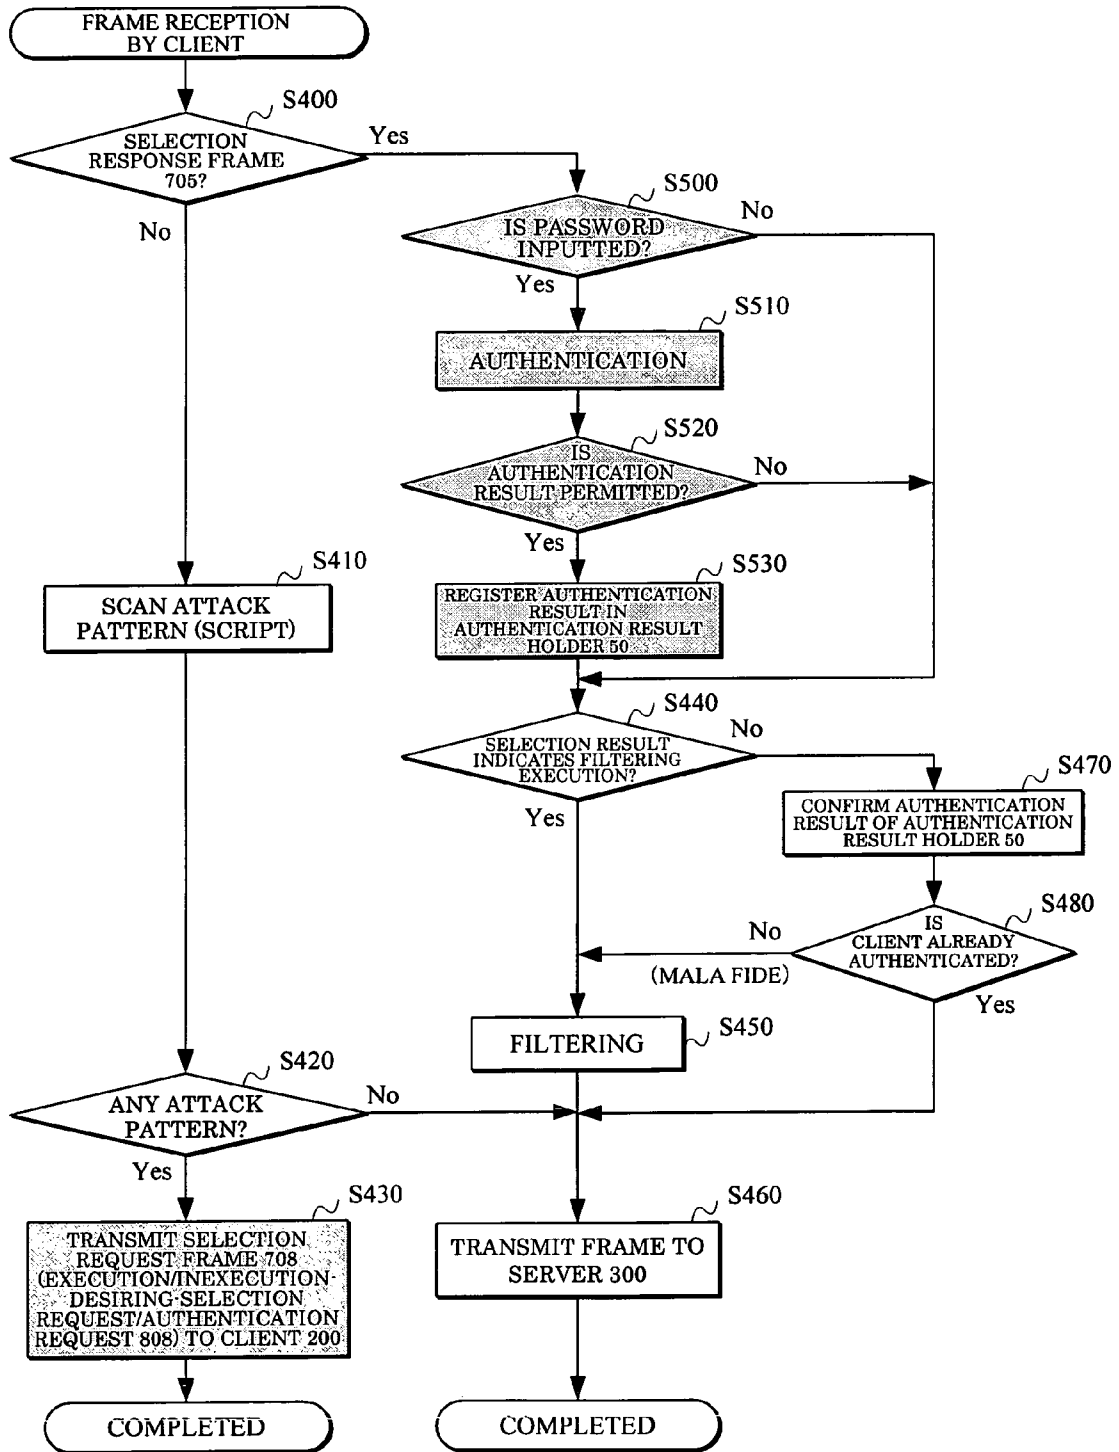 FRAME RECEPTION
BY CLIENT
S400
SELECTION
RESPONSE FRAME
705?
Yes
No
S500
IS PASSWORD
INPUTTED?
No
Yes
S510
AUTHENTICATION
S520
IS
AUTHENTICATION
RESULT PERMITTED?
No
Yes
S530
REGISTER AUTHENTICATION
RESULT IN
AUTHENTICATION RESULT
HOLDER 50
S410
SCAN ATTACK
PATTERN (SCRIPT)
S440
SELECTION RESULT
INDICATES FILTERING
EXECUTION?
No
Yes
S470
CONFIRM AUTHENTICATION
RESULT OF AUTHENTICATION
RESULT HOLDER 50
S480
IS
CLIENT ALREADY
AUTHENTICATED?
No
(MALA FIDE)
Yes
FILTERING
S450
S420
ANY ATTACK
PATTERN?
No
Yes
S430
TRANSMIT SELECTION
REQUEST FRAME 708
(EXECUTION/INEXECUTION-
DESIRING-SELECTION
REQUEST/AUTHENTICATION
REQUEST 808) TO CLIENT 200
S460
TRANSMIT FRAME TO
SERVER 300
COMPLETED
COMPLETED